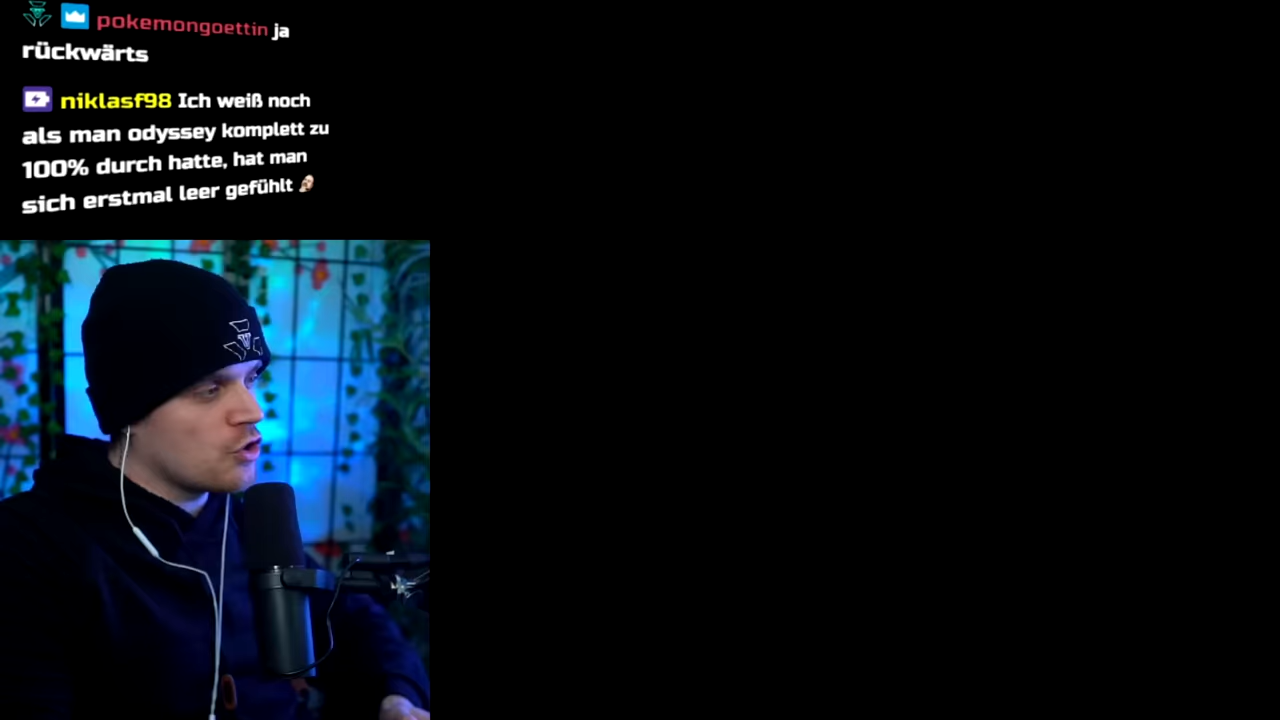 pokemongoettin ja
rückwärts
niklasf98 Ich weiß noch
als man odyssey komplett zu
100% durch hatte, hat man
sich erstmal leer gefühlt